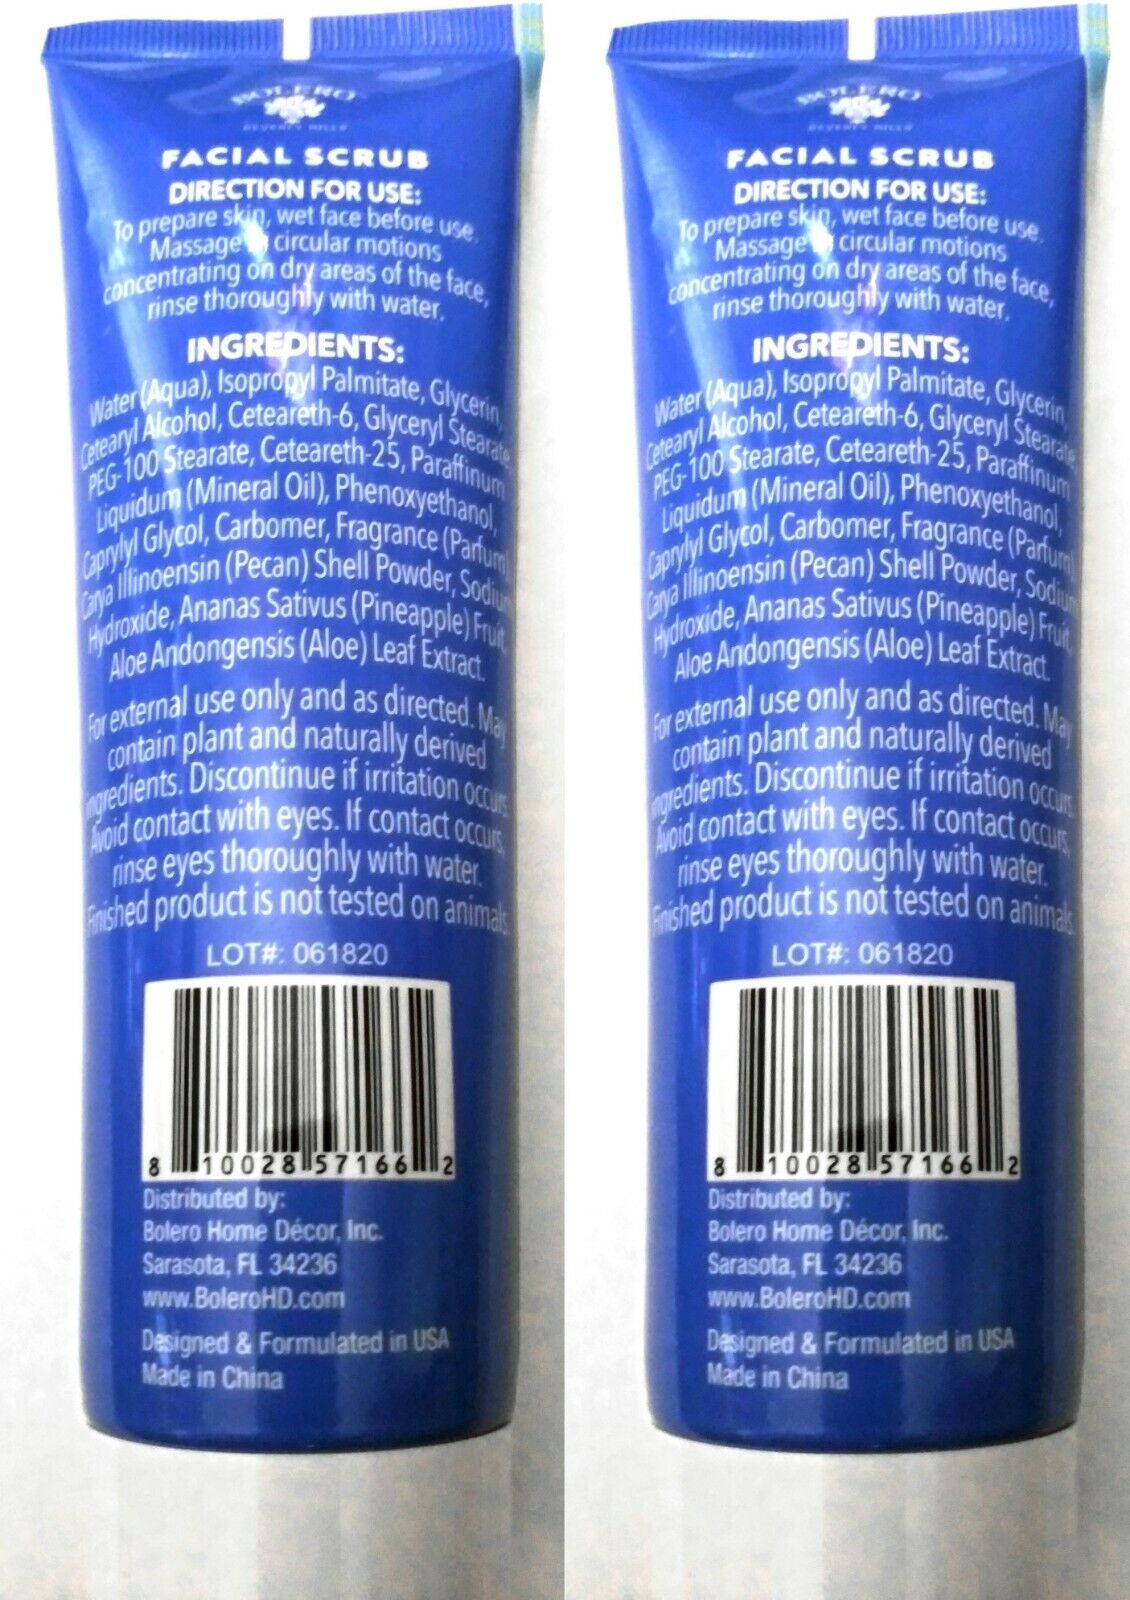 BOLERO
BEVERLY HILLS
FACIAL SCRUB
DIRECTION FOR USE:
To prepare skin, wet face before use.
Massage in circular motions
concentrating on dry areas of the face,
rinse thoroughly with water.
INGREDIENTS:
Water (Aqua), Isopropyl Palmitate, Glycerin,
Cetearyl Alcohol, Ceteareth-6, Glyceryl Stearate,
PEG-100 Stearate, Ceteareth-25, Paraffinum
Liquidum (Mineral Oil), Phenoxyethanol,
Caprylyl Glycol, Carbomer, Fragrance (Parfum),
Carya Illinoensin (Pecan) Shell Powder, Sodium
Hydroxide, Ananas Sativus (Pineapple) Fruit,
Aloe Andongensis (Aloe) Leaf Extract.
For external use only and as directed. May
contain plant and naturally derived
ingredients. Discontinue if irritation occurs.
Avoid contact with eyes. If contact occurs,
rinse eyes thoroughly with water.
Finished product is not tested on animals.
LOT#: 061820
8 10028 57166 2
Distributed by:
Bolero Home Décor, Inc.
Sarasota, FL 34236
www.BoleroHD.com
Designed & Formulated in USA
Made in China
BOLERO
BEVERLY HILLS
FACIAL SCRUB
DIRECTION FOR USE:
To prepare skin, wet face before use.
Massage in circular motions
concentrating on dry areas of the face,
rinse thoroughly with water.
INGREDIENTS:
Water (Aqua), Isopropyl Palmitate, Glycerin,
Cetearyl Alcohol, Ceteareth-6, Glyceryl Stearate,
PEG-100 Stearate, Ceteareth-25, Paraffinum
Liquidum (Mineral Oil), Phenoxyethanol,
Caprylyl Glycol, Carbomer, Fragrance (Parfum),
Carya Illinoensin (Pecan) Shell Powder, Sodium
Hydroxide, Ananas Sativus (Pineapple) Fruit,
Aloe Andongensis (Aloe) Leaf Extract.
For external use only and as directed. May
contain plant and naturally derived
ingredients. Discontinue if irritation occurs.
Avoid contact with eyes. If contact occurs,
rinse eyes thoroughly with water.
Finished product is not tested on animals.
LOT#: 061820
8 10028 57166 2
Distributed by:
Bolero Home Décor, Inc.
Sarasota, FL 34236
www.BoleroHD.com
Designed & Formulated in USA
Made in China